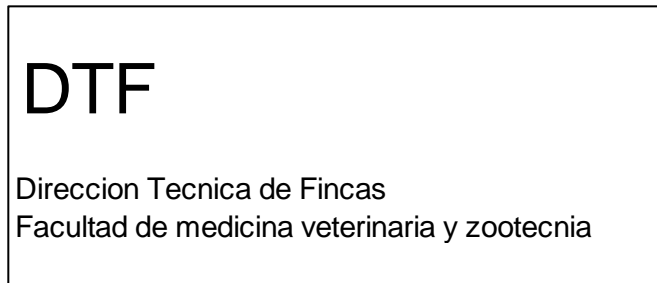 DTF
Direccion Tecnica de Fincas
Facultad de medicina veterinaria y zootecnia